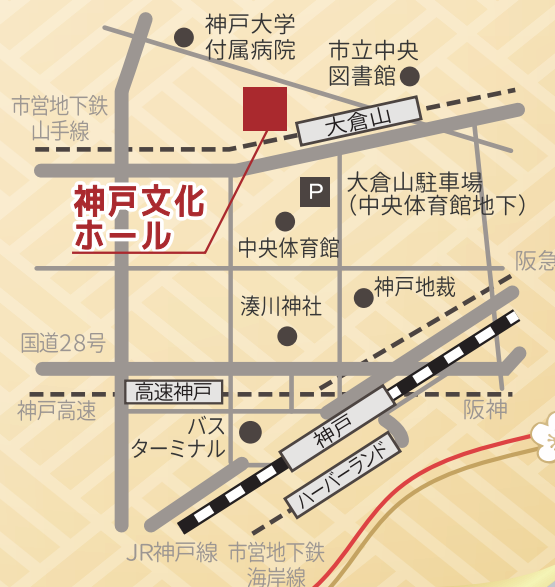 神戸大学
付属病院
市立中央
図書館
市営地下鉄
山手線
大倉山
P
大倉山駐車場
（中央体育館地下）
神戸文化
ホール
中央体育館
阪急
神戸地裁
湊川神社
国道28号
高速神戸
神戸高速
阪神
バス
ターミナル
神戸
ハーバーランド
JR神戸線
市営地下鉄
海岸線